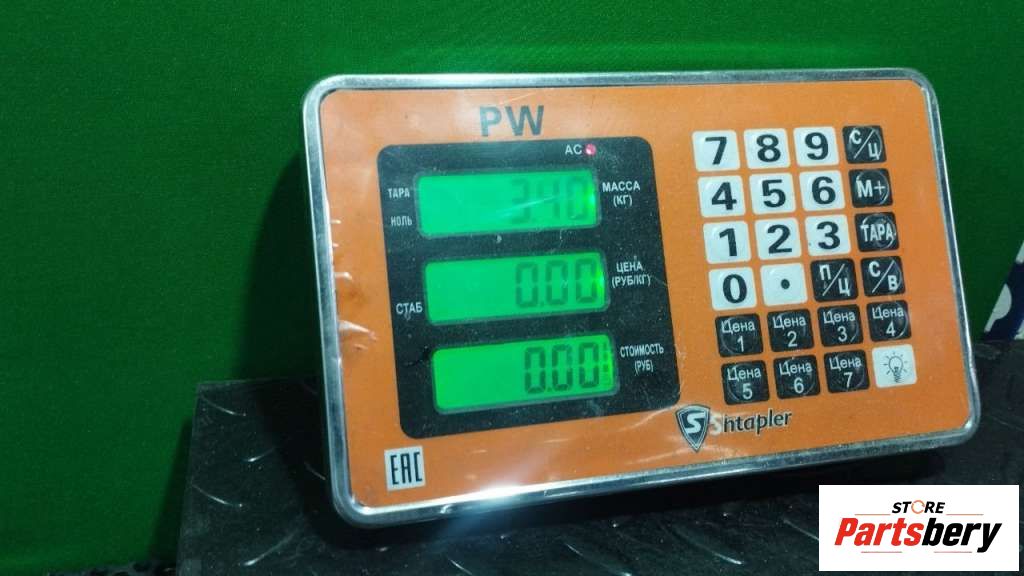 PW
AC
ТАРА
НОЛЬ
3.40
МАССА
(КГ)
СТАБ
0.00
ЦЕНА
(РУБ/КГ)
0.00
СТОИМОСТЬ
(РУБ)
7 8 9 С/Ц
4 5 6 М+
1 2 3 ТАРА
0 . П/Ц С/В
Цена 1 Цена 2 Цена 3 Цена 4
Цена 5 Цена 6 Цена 7
S Shtapler
EAC
STORE
Partsbery